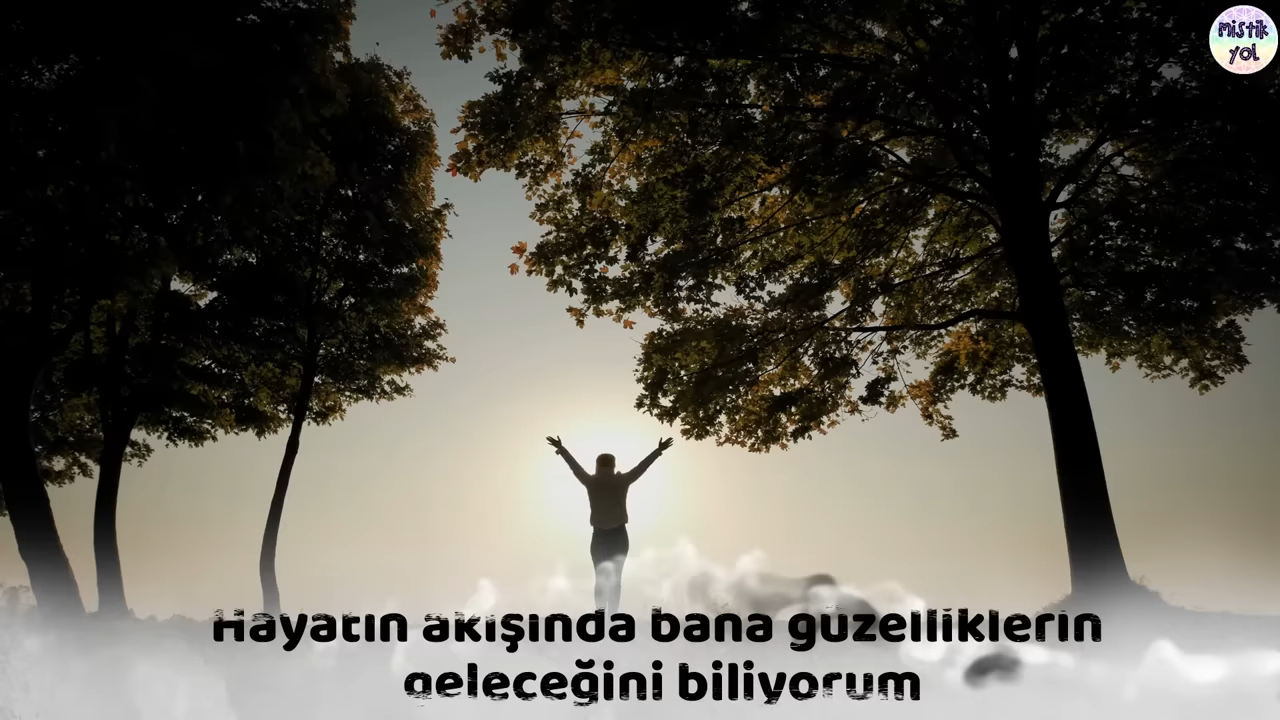 mistik
yol
Hayatın akışında bana güzelliklerin
geleceğini biliyorum